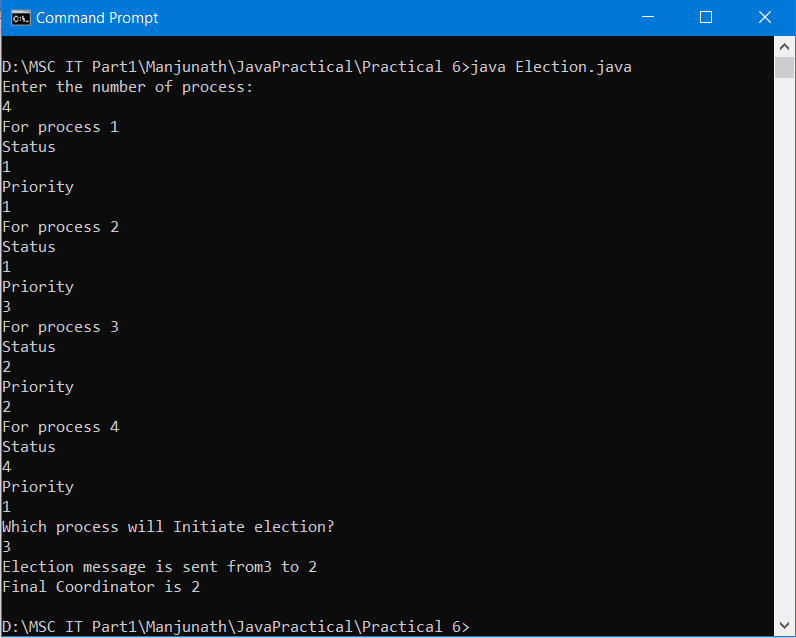 Command Prompt
D:\MSC IT Part1\Manjunath\JavaPractical\Practical 6>java Election.java
Enter the number of process:
4
For process 1
Status
1
Priority
1
For process 2
Status
1
Priority
3
For process 3
Status
2
Priority
2
For process 4
Status
4
Priority
1
Which process will Initiate election?
3
Election message is sent from3 to 2
Final Coordinator is 2
D:\MSC IT Part1\Manjunath\JavaPractical\Practical 6>